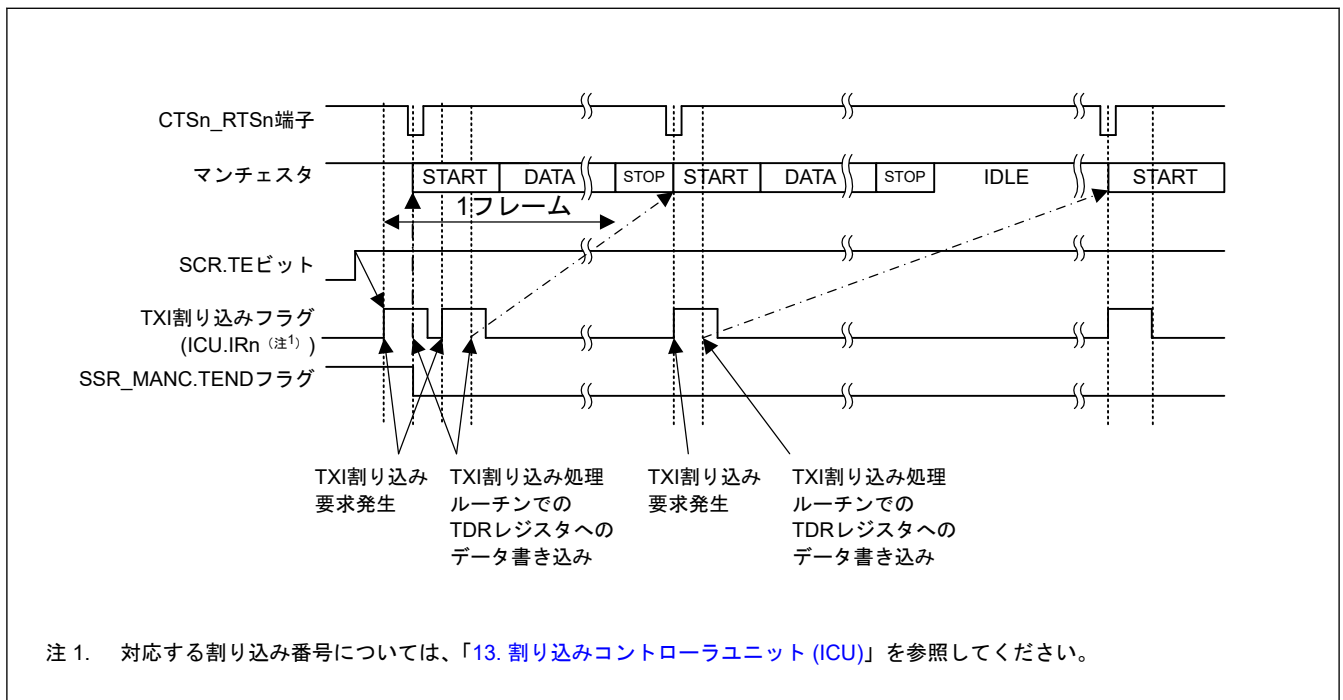 CTSn_RTSn端子
マンチェスタ
START DATA STOP START DATA STOP IDLE START
1フレーム
SCR.TEビット
TXI割り込みフラグ
(ICU.IRn（注1）)
SSR_MANC.TENDフラグ
TXI割り込み
要求発生
TXI割り込み処理
ルーチンでの
TDRレジスタへの
データ書き込み
TXI割り込み
要求発生
TXI割り込み処理
ルーチンでの
TDRレジスタへの
データ書き込み
注 1. 対応する割り込み番号については、「13. 割り込みコントローラユニット (ICU)」を参照してください。